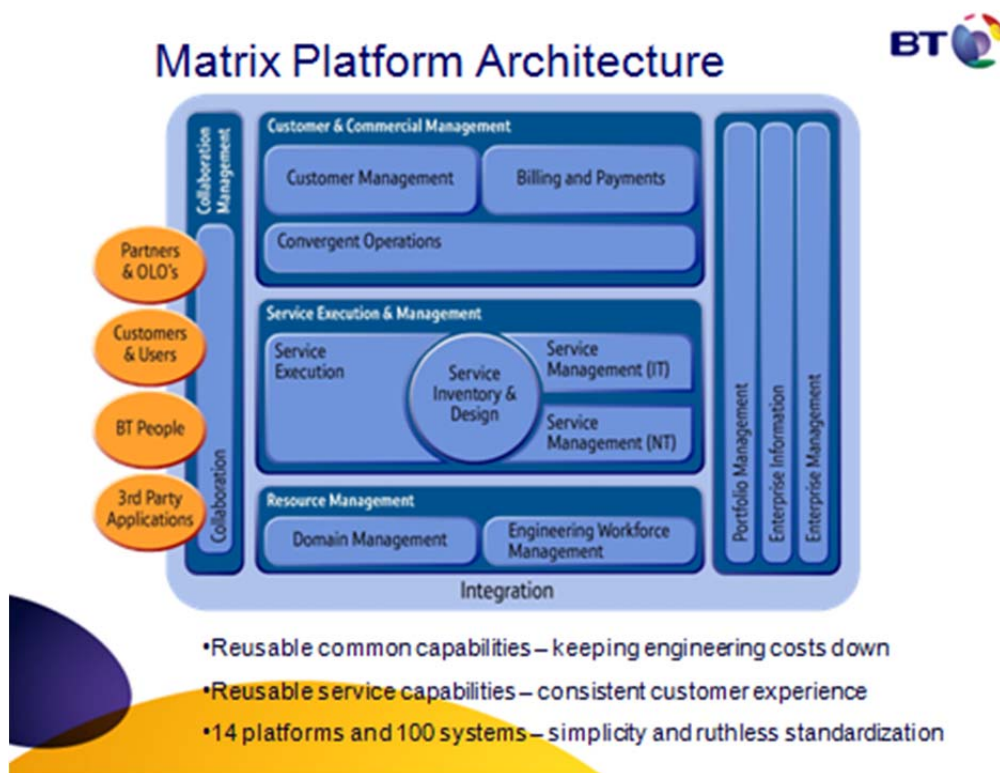 Matrix Platform Architecture
BT
Collaboration
Management
Customer & Commercial Management
Customer Management
Billing and Payments
Convergent Operations
Partners
& OLO's
Customers
& Users
BT People
3rd Party
Applications
Collaboration
Service Execution & Management
Service
Execution
Service
Inventory &
Design
Service
Management (IT)
Service
Management (NT)
Resource Management
Domain Management
Engineering Workforce
Management
Portfolio Management
Enterprise Information
Enterprise Management
Integration
•Reusable common capabilities – keeping engineering costs down
•Reusable service capabilities – consistent customer experience
•14 platforms and 100 systems – simplicity and ruthless standardization